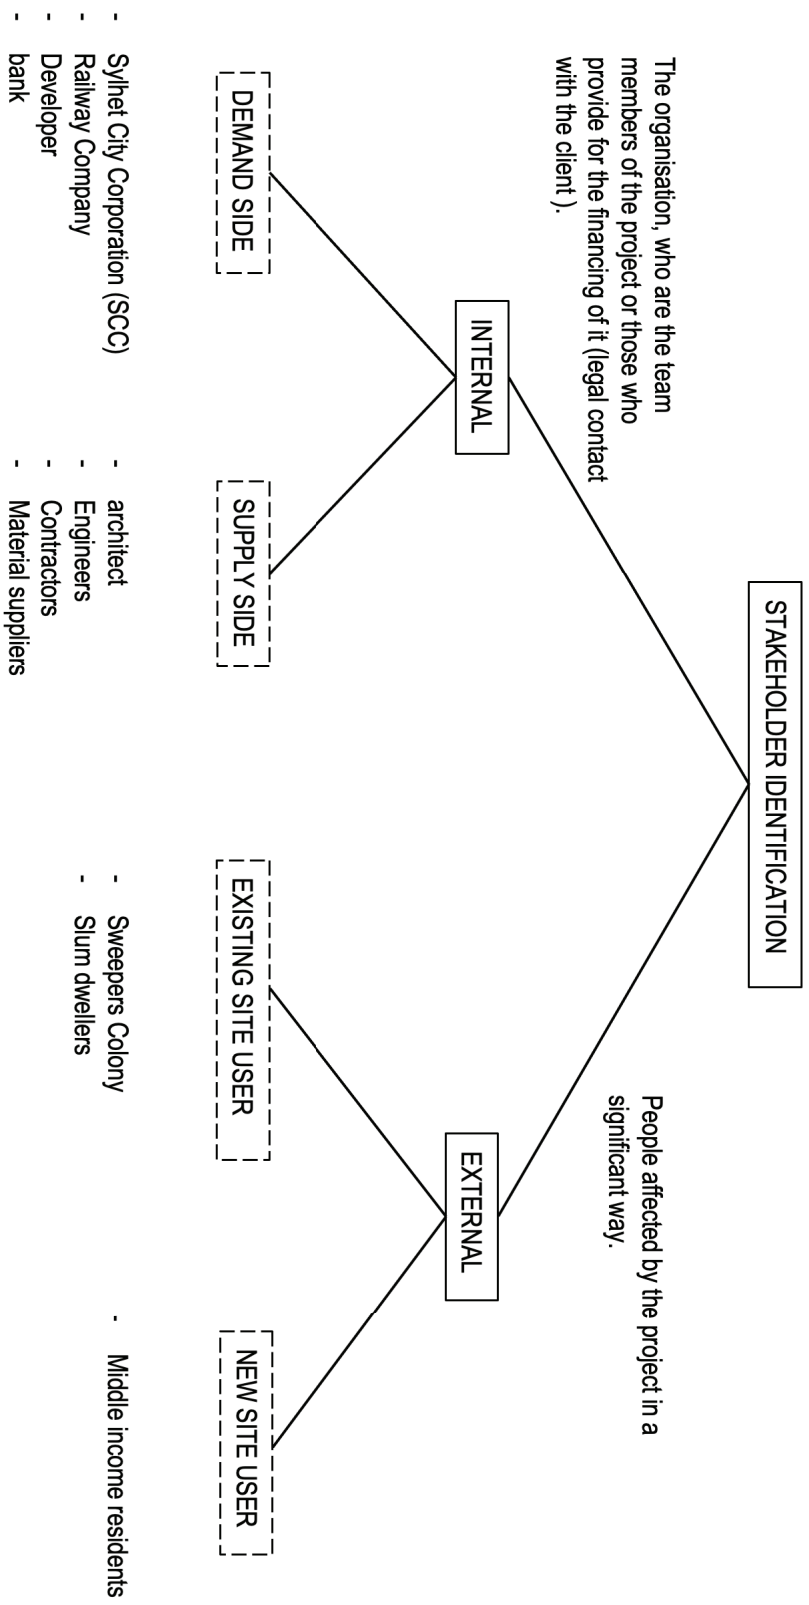 STAKEHOLDER IDENTIFICATION
The organisation, who are the team
members of the project or those who
provide for the financing of it (legal contact
with the client ).
People affected by the project in a
significant way.
INTERNAL
EXTERNAL
DEMAND SIDE
SUPPLY SIDE
EXISTING SITE USER
NEW SITE USER
- Sylhet City Corporation (SCC)
- Railway Company
- Developer
- bank
- architect
- Engineers
- Contractors
- Material suppliers
- Sweepers Colony
- Slum dwellers
- Middle income residents